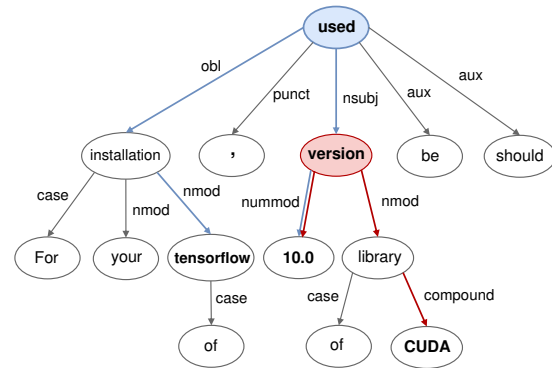 used
obl
punct
nsubj
aux
aux
installation
,
version
be
should
case
nmod
nmod
nummod
nmod
For
your
tensorflow
10.0
library
case
case
compound
of
of
CUDA